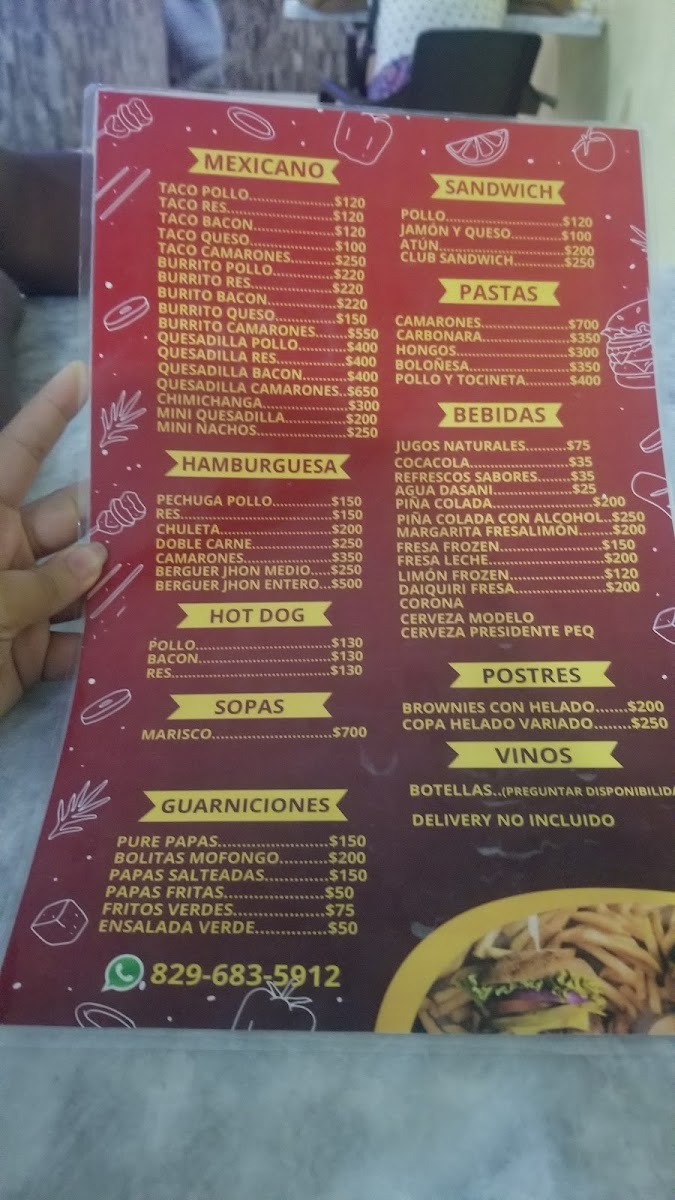 MEXICANO
TACO POLLO.....................$120
TACO RES.........................$120
TACO BACON...................$120
TACO QUESO....................$100
TACO CAMARONES...........$250
BURRITO POLLO................$220
BURRITO RES....................$220
BURITO BACON.................$220
BURRITO QUESO...............$150
BURRITO CAMARONES.......$550
QUESADILLA POLLO...........$400
QUESADILLA RES...............$400
QUESADILLA BACON..........$400
QUESADILLA CAMARONES..$650
CHIMICHANGA...................$300
MINI QUESADILLA..............$200
MINI NACHOS....................$250
HAMBURGUESA
PECHUGA POLLO..............$150
RES..................................$150
CHULETA..........................$200
DOBLE CARNE..................$250
CAMARONES....................$350
BERGUER JHON MEDIO.....$250
BERGUER JHON ENTERO...$500
HOT DOG
POLLO...............................$130
BACON..............................$130
RES...................................$130
SOPAS
MARISCO...........................$700
GUARNICIONES
PURE PAPAS.....................$150
BOLITAS MOFONGO..........$200
PAPAS SALTEADAS............$150
PAPAS FRITAS...................$50
FRITOS VERDES.................$75
ENSALADA VERDE..............$50
829-683-5912
SANDWICH
POLLO.........................$120
JAMÓN Y QUESO...........$100
ATÚN...........................$200
CLUB SANDWICH...........$250
PASTAS
CAMARONES....................$700
CARBONARA.....................$350
HONGOS...........................$300
BOLOÑESA........................$350
POLLO Y TOCINETA...........$400
BEBIDAS
JUGOS NATURALES..........$75
COCACOLA.......................$35
REFRESCOS SABORES.......$35
AGUA DASANI...................$25
PIÑA COLADA.......................$200
PIÑA COLADA CON ALCOHOL..$250
MARGARITA FRESALIMÓN.......$200
FRESA FROZEN....................$150
FRESA LECHE.......................$200
LIMÓN FROZEN....................$120
DAIQUIRI FRESA....................$200
CORONA
CERVEZA MODELO
CERVEZA PRESIDENTE PEQ
POSTRES
BROWNIES CON HELADO.......$200
COPA HELADO VARIADO........$250
VINOS
BOTELLAS..(PREGUNTAR DISPONIBILIDA
DELIVERY NO INCLUIDO